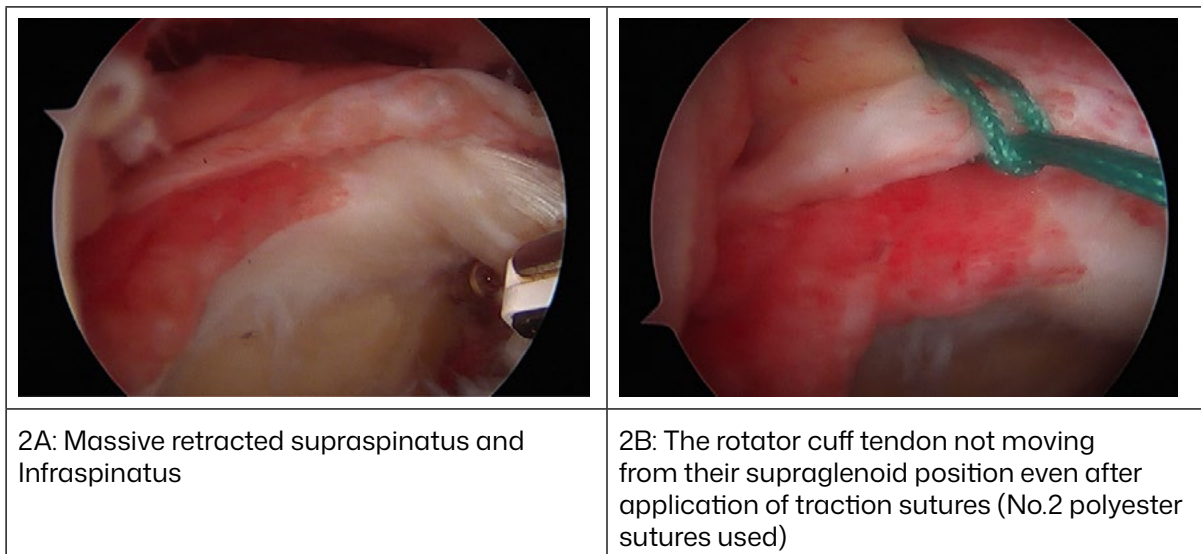 2A: Massive retracted supraspinatus and
Infraspinatus
2B: The rotator cuff tendon not moving
from their supraglenoid position even after
application of traction sutures (No.2 polyester
sutures used)